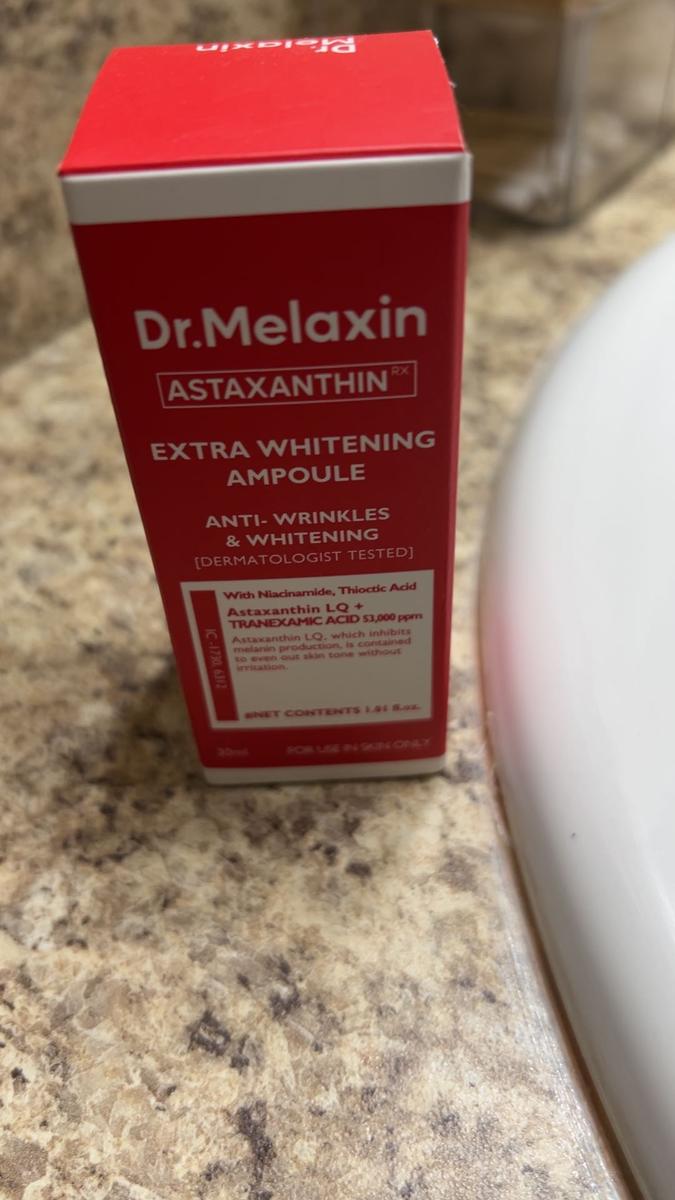 Dr.
Melaxin
Dr.Melaxin
ASTAXANTHIN RX
EXTRA WHITENING
AMPOULE
ANTI- WRINKLES
& WHITENING
[DERMATOLOGIST TESTED]
With Niacinamide, Thioctic Acid
Astaxanthin LQ +
TRANEXAMIC ACID 53,000 ppm
Astaxanthin LQ, which inhibits
melanin production, is contained
to even out skin tone without
irritation.
NET CONTENTS 1.01 fl.oz.
30ml FOR USE IN SKIN ONLY